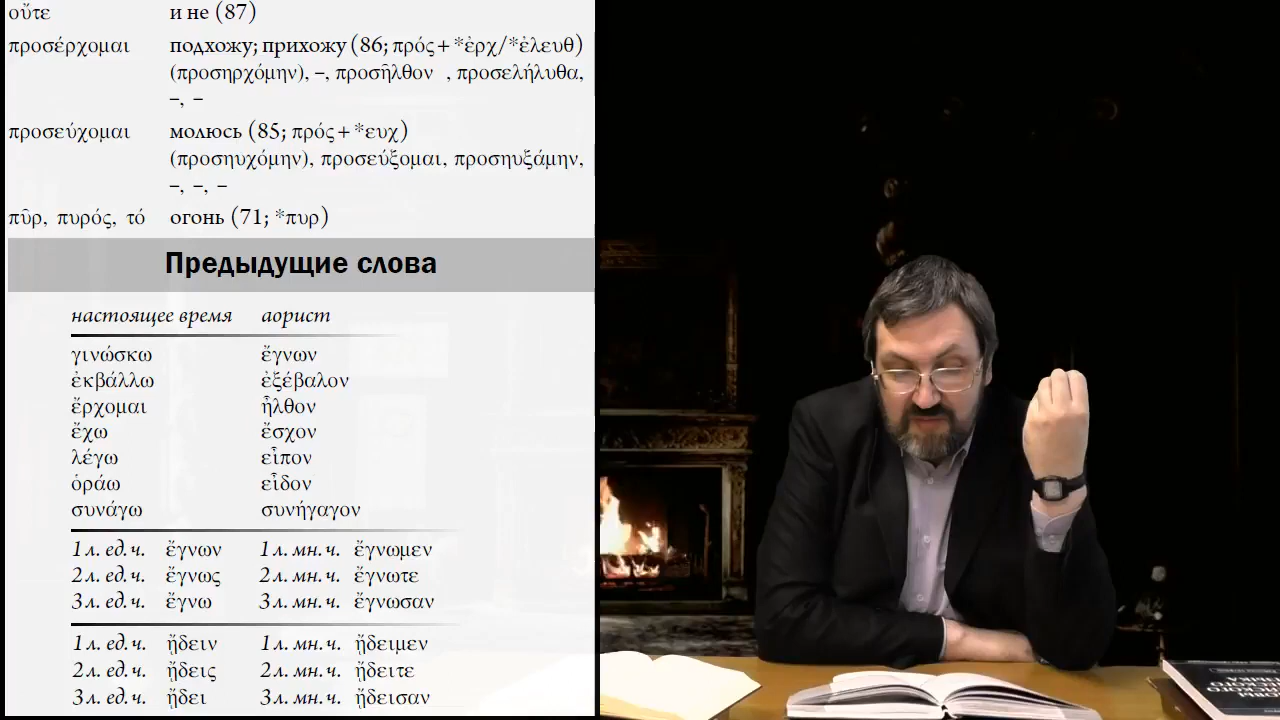 οὔτε и не (87)
προσέρχομαι подхожу; прихожу (86; πρός + *ἐρχ/*ἐλευθ)
(προσηρχόμην), –, προσῆλθον , προσελήλυθα,
–, –
προσεύχομαι молюсь (85; πρός + *ευχ)
(προσηυχόμην), προσεύξομαι, προσηυξάμην,
–, –, –
πῦρ, πυρός, τό огонь (71; *πυρ)
Предыдущие слова
настоящее время аорист
γινώσκω ἔγνων
ἐκβάλλω ἐξέβαλον
ἔρχομαι ἦλθον
ἔχω ἔσχον
λέγω εἶπον
ὁράω εἶδον
συνάγω συνήγαγον
1 л. ед.ч. ἔγνων 1 л. мн.ч. ἔγνωμεν
2 л. ед.ч. ἔγνως 2 л. мн.ч. ἔγνωτε
3 л. ед.ч. ἔγνω 3 л. мн.ч. ἔγνωσαν
1 л. ед.ч. ᾔδειν 1 л. мн.ч. ᾔδειμεν
2 л. ед.ч. ᾔδεις 2 л. мн.ч. ᾔδειτε
3 л. ед.ч. ᾔδει 3 л. мн.ч. ᾔδεισαν